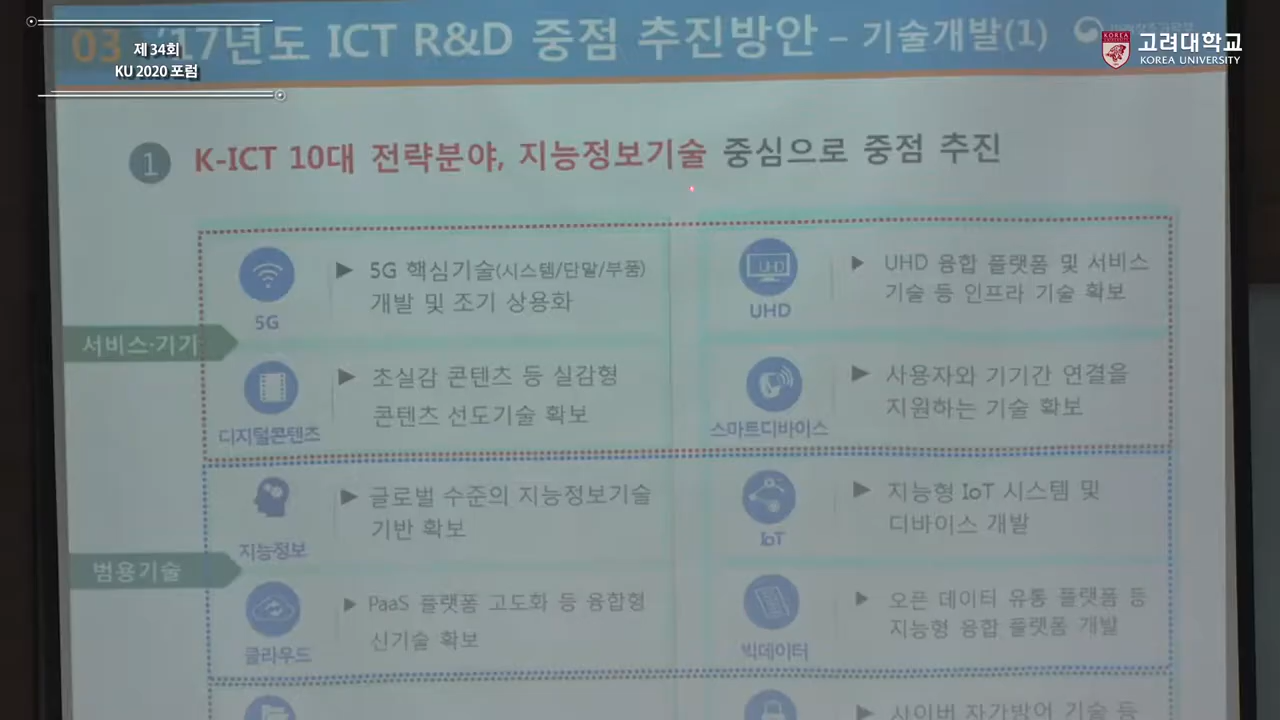 제 34회
KU 2020 포럼
고려대학교
KOREA UNIVERSITY
03 '17년도 ICT R&D 중점 추진방안 – 기술개발(1)
1 K-ICT 10대 전략분야, 지능정보기술 중심으로 중점 추진
서비스·기기
5G
▶ 5G 핵심기술(시스템/단말/부품)
개발 및 조기 상용화
UHD
UHD
▶ UHD 융합 플랫폼 및 서비스
기술 등 인프라 기술 확보
디지털콘텐츠
▶ 초실감 콘텐츠 등 실감형
콘텐츠 선도기술 확보
스마트디바이스
▶ 사용자와 기기간 연결을
지원하는 기술 확보
범용기술
지능정보
▶ 글로벌 수준의 지능정보기술
기반 확보
IoT
▶ 지능형 IoT 시스템 및
디바이스 개발
클라우드
▶ PaaS 플랫폼 고도화 등 융합형
신기술 확보
빅데이터
▶ 오픈 데이터 유통 플랫폼 등
지능형 융합 플랫폼 개발
▶ 사이버 자가방어 기술 등